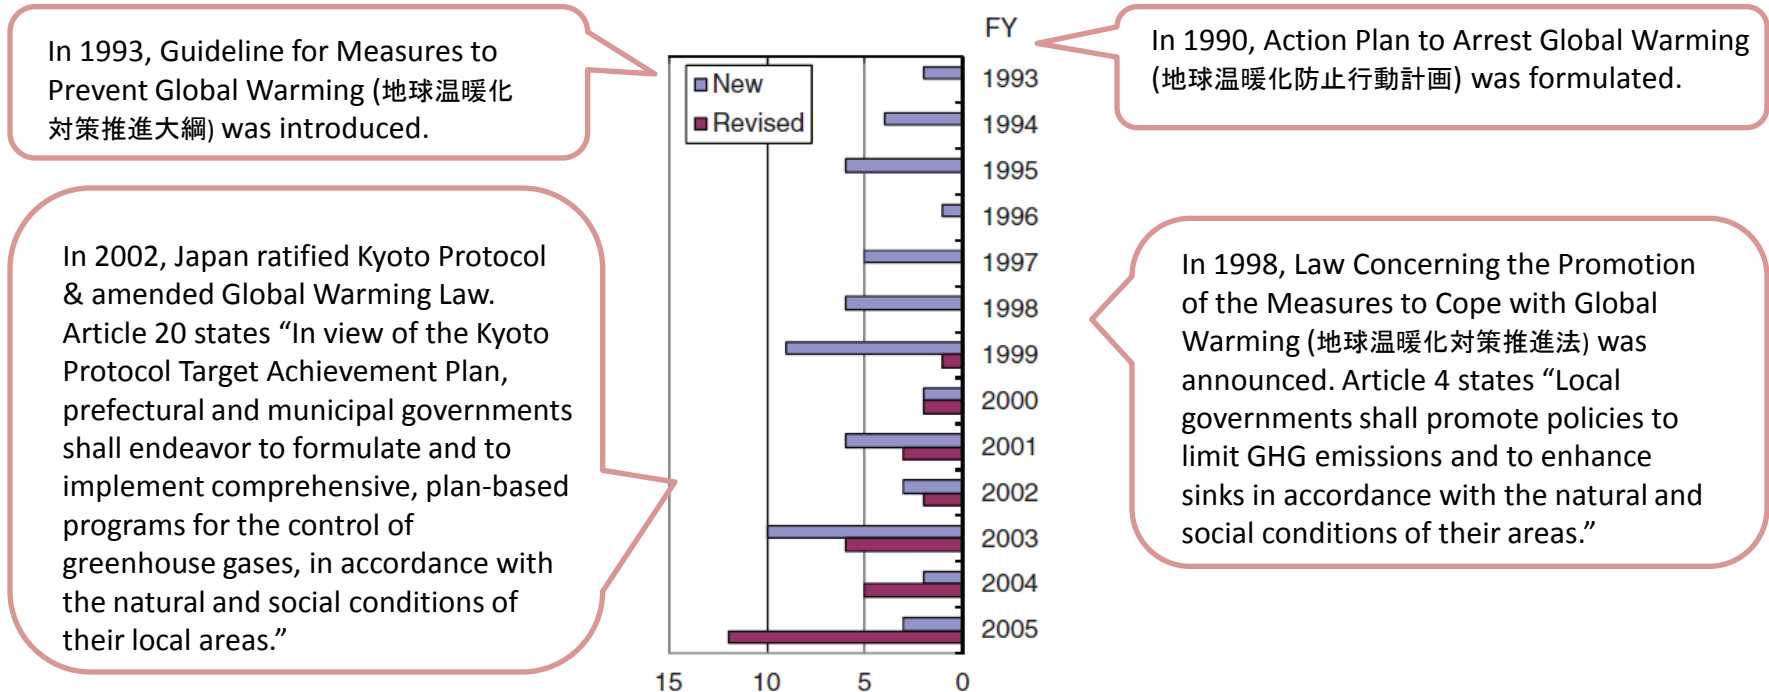 In 1993, Guideline for Measures to
Prevent Global Warming (地球温暖化
対策推進大綱) was introduced.
In 2002, Japan ratified Kyoto Protocol
& amended Global Warming Law.
Article 20 states “In view of the Kyoto
Protocol Target Achievement Plan,
prefectural and municipal governments
shall endeavor to formulate and to
implement comprehensive, plan-based
programs for the control of
greenhouse gases, in accordance with
the natural and social conditions of
their local areas.”
New
Revised
FY
1993
1994
1995
1996
1997
1998
1999
2000
2001
2002
2003
2004
2005
15 10 5 0
In 1990, Action Plan to Arrest Global Warming
(地球温暖化防止行動計画) was formulated.
In 1998, Law Concerning the Promotion
of the Measures to Cope with Global
Warming (地球温暖化対策推進法) was
announced. Article 4 states “Local
governments shall promote policies to
limit GHG emissions and to enhance
sinks in accordance with the natural and
social conditions of their areas.”